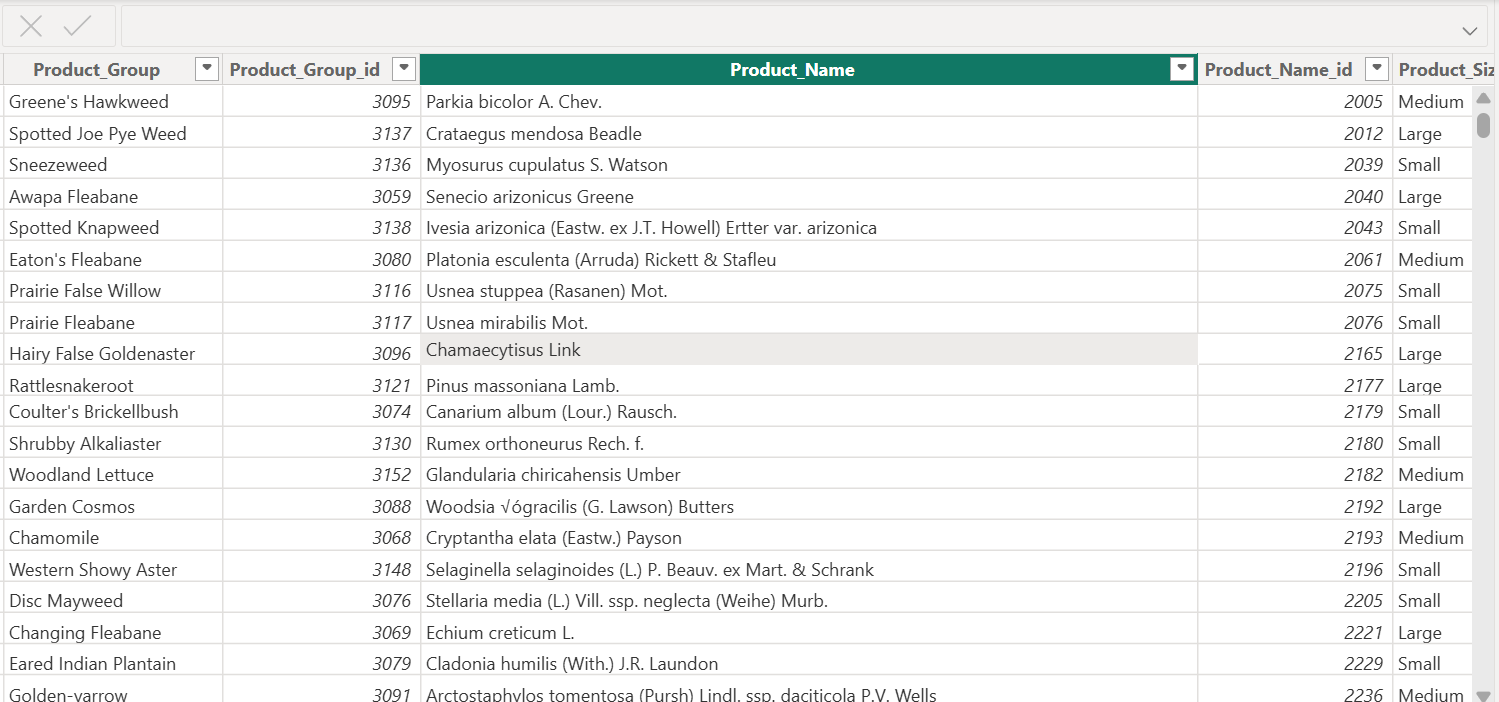 Product_Group Product_Group_id Product_Name Product_Name_id Product_Siz
Greene's Hawkweed 3095 Parkia bicolor A. Chev. 2005 Medium
Spotted Joe Pye Weed 3137 Crataegus mendosa Beadle 2012 Large
Sneezeweed 3136 Myosurus cupulatus S. Watson 2039 Small
Awapa Fleabane 3059 Senecio arizonicus Greene 2040 Large
Spotted Knapweed 3138 Ivesia arizonica (Eastw. ex J.T. Howell) Ertter var. arizonica 2043 Small
Eaton's Fleabane 3080 Platonia esculenta (Arruda) Rickett & Stafleu 2061 Medium
Prairie False Willow 3116 Usnea stuppea (Rasanen) Mot. 2075 Small
Prairie Fleabane 3117 Usnea mirabilis Mot. 2076 Small
Hairy False Goldenaster 3096 Chamaecytisus Link 2165 Large
Rattlesnakeroot 3121 Pinus massoniana Lamb. 2177 Large
Coulter's Brickellbush 3074 Canarium album (Lour.) Rausch. 2179 Small
Shrubby Alkaliaster 3130 Rumex orthoneurus Rech. f. 2180 Small
Woodland Lettuce 3152 Glandularia chiricahensis Umber 2182 Medium
Garden Cosmos 3088 Woodsia √ógracilis (G. Lawson) Butters 2192 Large
Chamomile 3068 Cryptantha elata (Eastw.) Payson 2193 Medium
Western Showy Aster 3148 Selaginella selaginoides (L.) P. Beauv. ex Mart. & Schrank 2196 Small
Disc Mayweed 3076 Stellaria media (L.) Vill. ssp. neglecta (Weihe) Murb. 2205 Small
Changing Fleabane 3069 Echium creticum L. 2221 Large
Eared Indian Plantain 3079 Cladonia humilis (With.) J.R. Laundon 2229 Small
Golden-yarrow 3091 Arctostaphylos tomentosa (Pursh) Lindl. ssp. daciticola P.V. Wells 2236 Medium